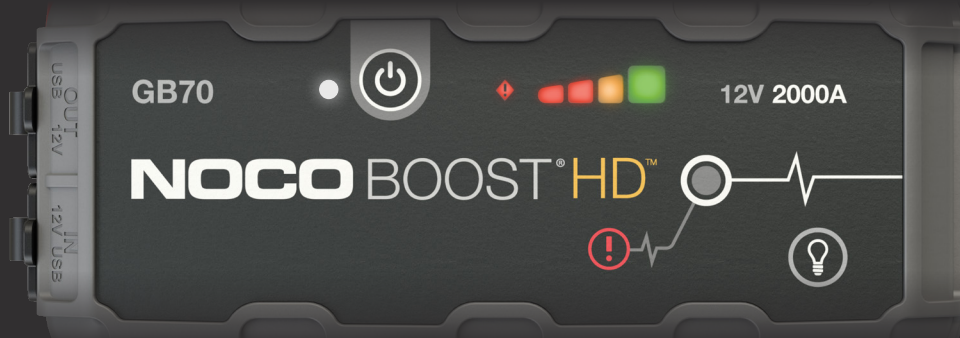 GB70
12V 2000A
NOCO BOOST® HD™
OUT
USB 12V
IN
12V/USB